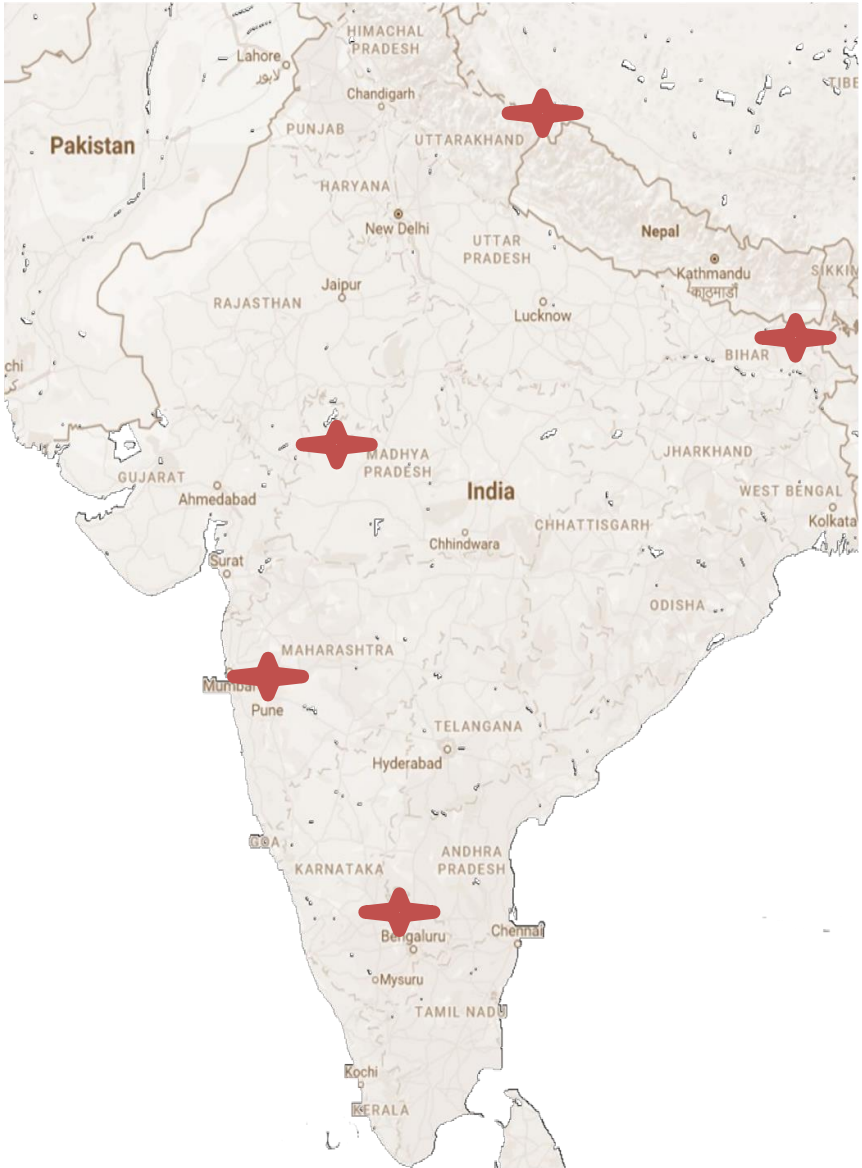 HIMACHAL
PRADESH
Lahore
لاہور
Chandigarh
TIBE
PUNJAB
UTTARAKHAND
Pakistan
HARYANA
New Delhi
Nepal
UTTAR
PRADESH
Kathmandu
काठमाडौं
SIKKIN
Jaipur
RAJASTHAN
Lucknow
BIHAR
chi
MADHYA
PRADESH
JHARKHAND
GUJARAT
Ahmedabad
India
WEST BENGAL
Kolkata
CHHATTISGARH
Chhindwara
Surat
ODISHA
MAHARASHTRA
Mumbai
Pune
TELANGANA
Hyderabad
GOA
KARNATAKA
ANDHRA
PRADESH
Bengaluru
Chennai
Mysuru
TAMIL NADU
Kochi
KERALA